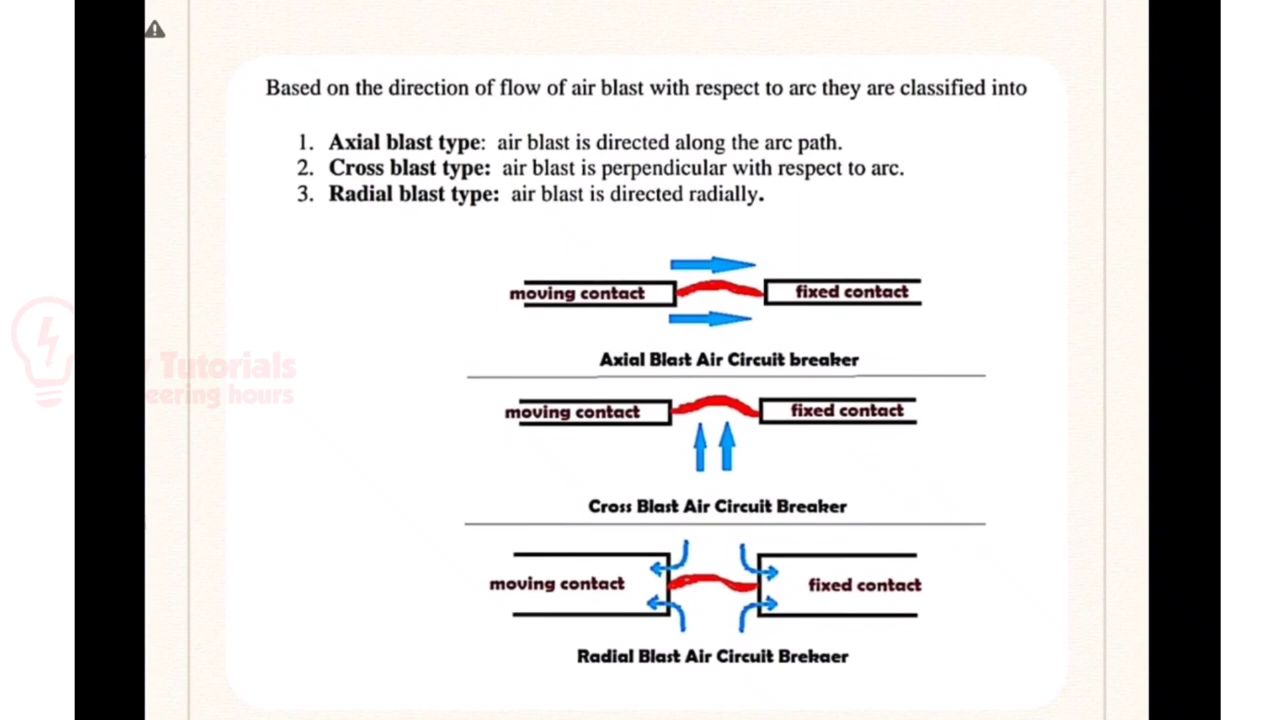 Based on the direction of flow of air blast with respect to arc they are classified into
1. Axial blast type: air blast is directed along the arc path.
2. Cross blast type: air blast is perpendicular with respect to arc.
3. Radial blast type: air blast is directed radially.
moving contact fixed contact
Axial Blast Air Circuit breaker
Tutorials
eering hours
moving contact fixed contact
Cross Blast Air Circuit Breaker
moving contact fixed contact
Radial Blast Air Circuit Brekaer